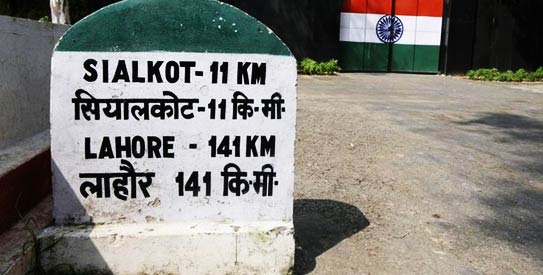 SIALKOT- 11 KM
सियालकोट-11 कि·मी·
LAHORE - 141 KM
लाहौर 141 कि·मी·